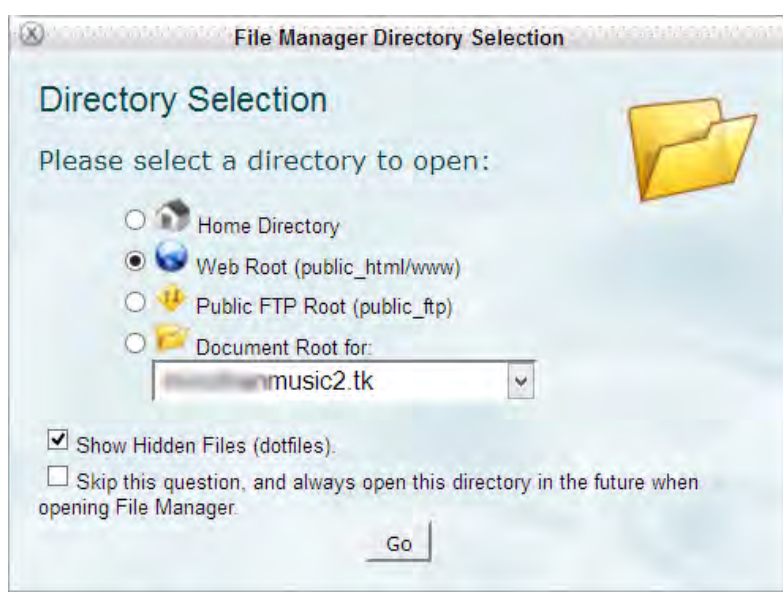 File Manager Directory Selection
Directory Selection
Please select a directory to open:
Home Directory
Web Root (public_html/www)
Public FTP Root (public_ftp)
Document Root for:
music2.tk
Show Hidden Files (dotfiles).
Skip this question, and always open this directory in the future when
opening File Manager.
Go